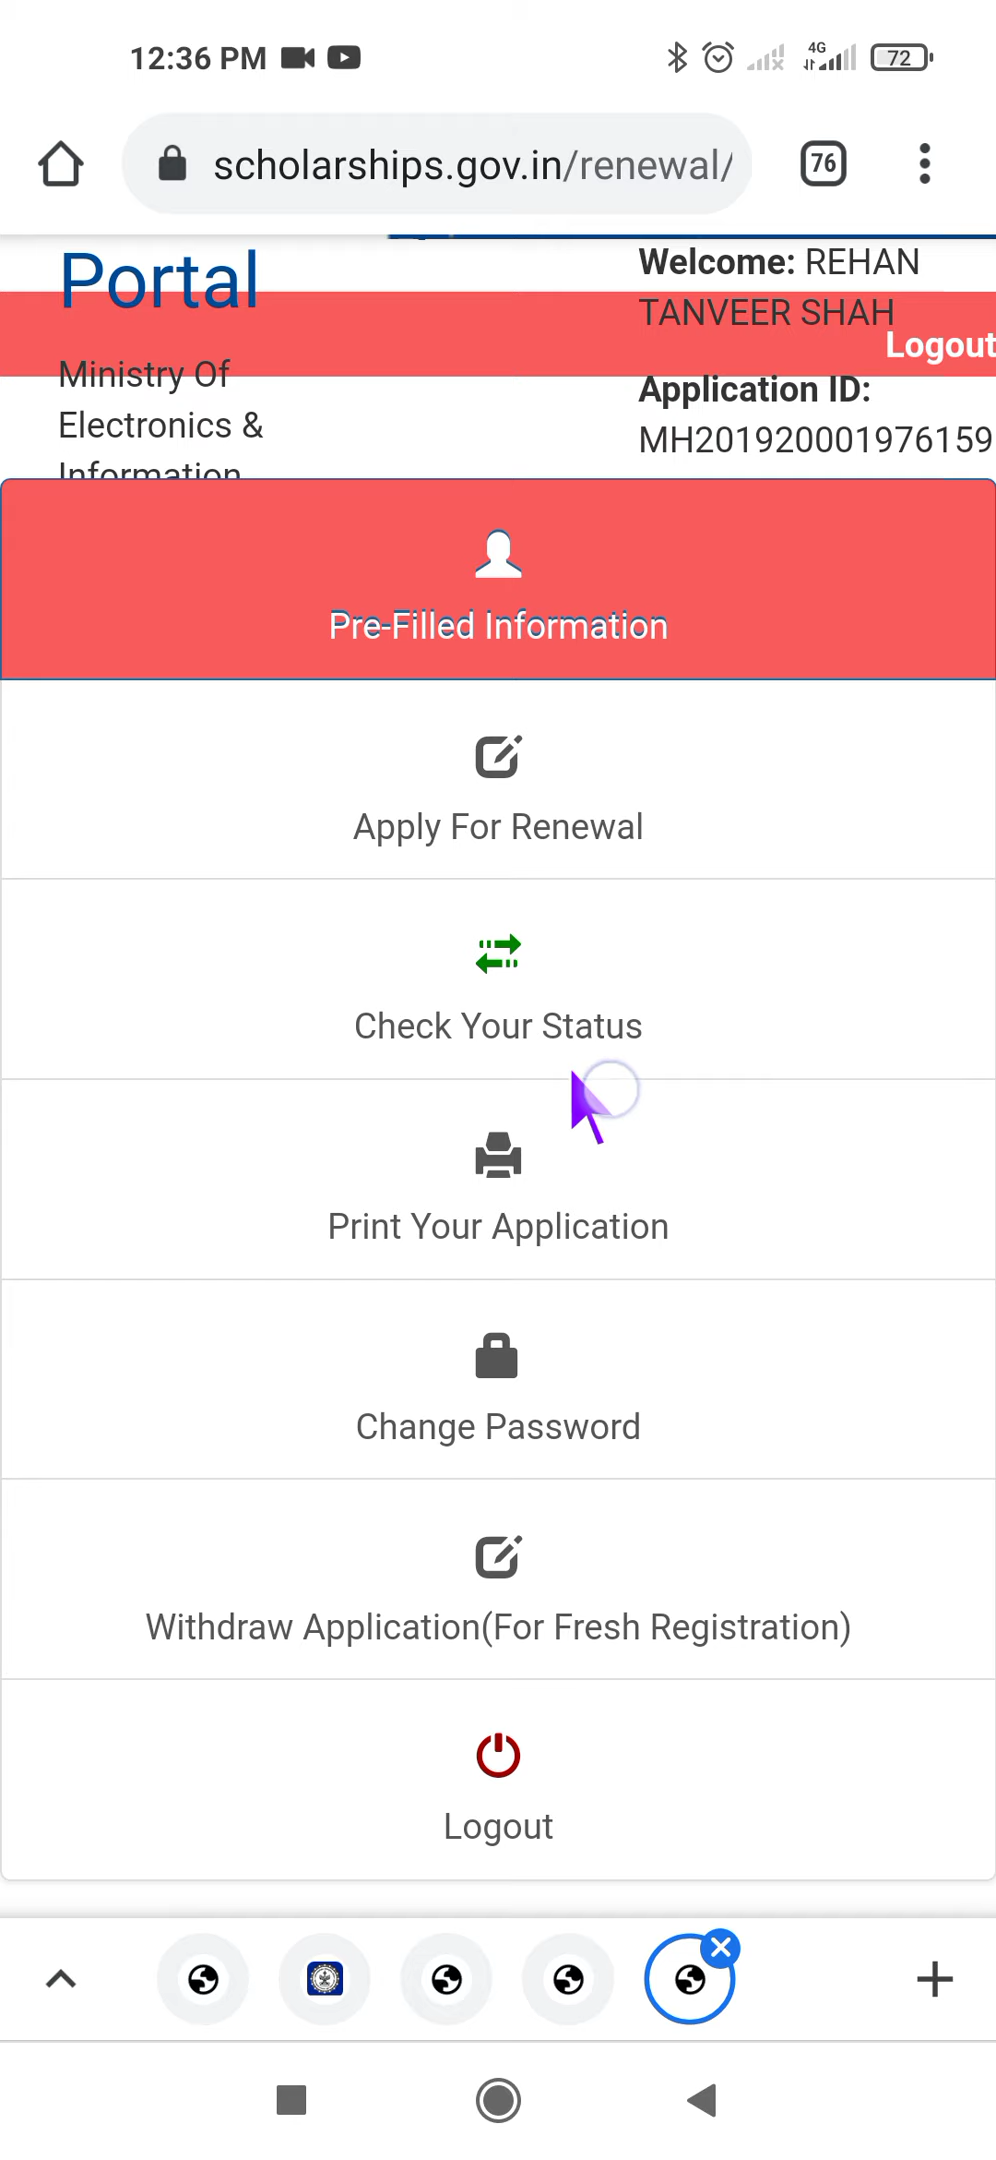 12:36 PM
4G
72
scholarships.gov.in/renewal/
76
Portal
Welcome: REHAN
TANVEER SHAH
Logout
Ministry Of
Electronics &
Information
Application ID:
MH201920001976159
Pre-Filled Information
Apply For Renewal
Check Your Status
Print Your Application
Change Password
Withdraw Application(For Fresh Registration)
Logout